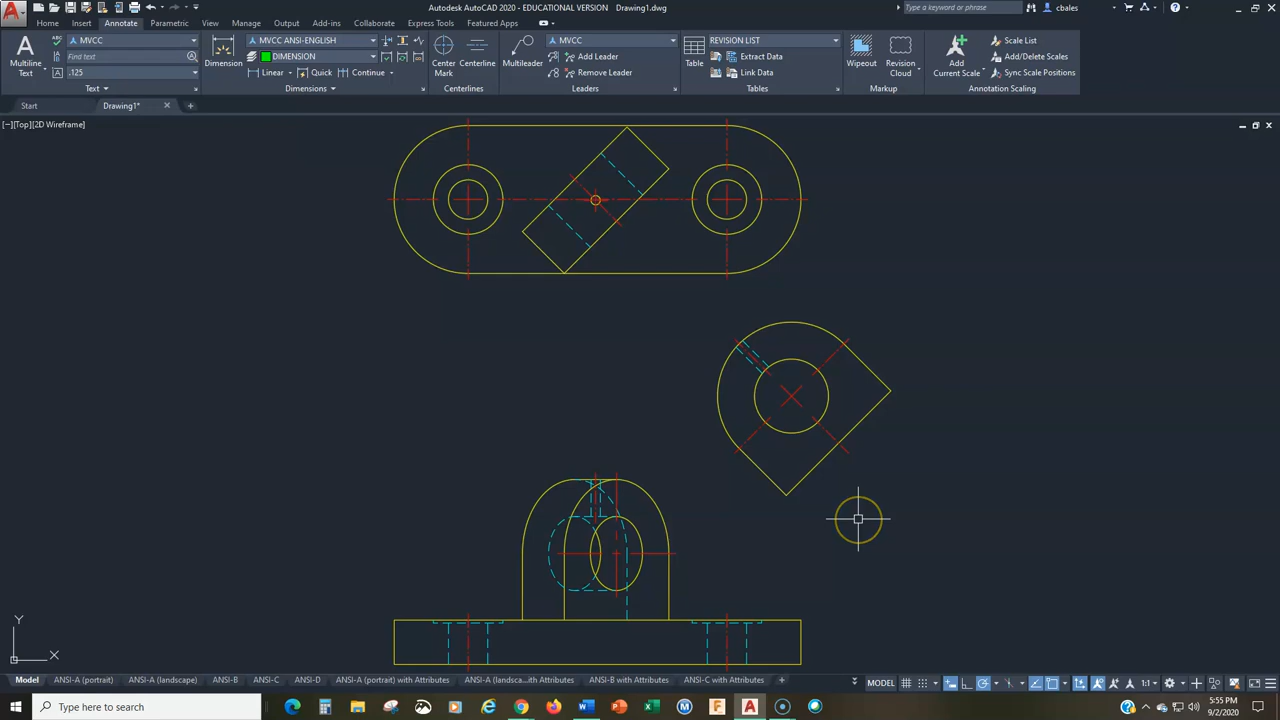 Autodesk AutoCAD 2020 - EDUCATIONAL VERSION Drawing1.dwg
Type a keyword or phrase
cbales
Home Insert Annotate Parametric View Manage Output Add-ins Collaborate Express Tools Featured Apps
Multiline
Text
MVCC
Find text
.125
Text
Dimension
MVCC ANSI-ENGLISH
DIMENSION
Linear Quick Continue
Dimensions
Center
Mark
Centerline
Centerlines
Multileader
MVCC
Add Leader
Remove Leader
Leaders
Table
REVISION LIST
Extract Data
Link Data
Tables
Wipeout
Revision
Cloud
Markup
Add
Current Scale
Scale List
Add/Delete Scales
Sync Scale Positions
Annotation Scaling
Start Drawing1*
[−][Top][2D Wireframe]
Y
X
Model ANSI-A (portrait) ANSI-A (landscape) ANSI-B ANSI-C ANSI-D ANSI-A (portrait) with Attributes ANSI-A (landsca...ith Attributes ANSI-B with Attributes ANSI-C with Attributes
MODEL
1:1
Type here to search
5:55 PM
9/2/2020